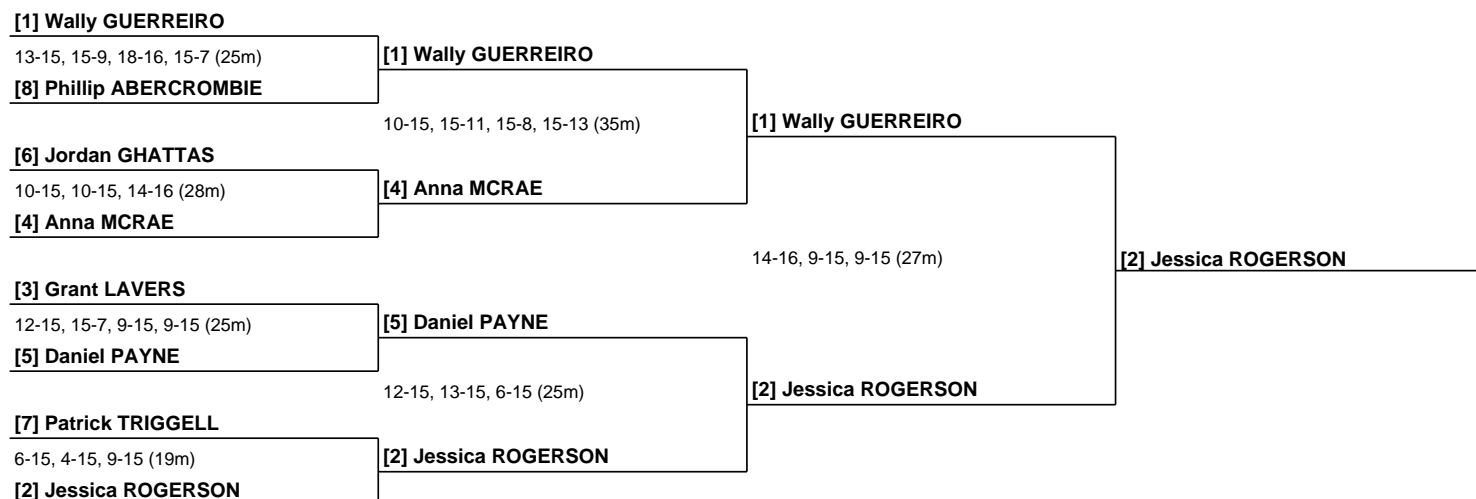 [1] Wally GUERREIRO
13-15, 15-9, 18-16, 15-7 (25m)
[8] Phillip ABERCROMBIE
[1] Wally GUERREIRO
10-15, 15-11, 15-8, 15-13 (35m)
[6] Jordan GHATTAS
10-15, 10-15, 14-16 (28m)
[4] Anna MCRAE
[4] Anna MCRAE
[1] Wally GUERREIRO
14-16, 9-15, 9-15 (27m)
[2] Jessica ROGERSON
[3] Grant LAVERS
12-15, 15-7, 9-15, 9-15 (25m)
[5] Daniel PAYNE
[5] Daniel PAYNE
12-15, 13-15, 6-15 (25m)
[2] Jessica ROGERSON
[7] Patrick TRIGGELL
6-15, 4-15, 9-15 (19m)
[2] Jessica ROGERSON
[2] Jessica ROGERSON